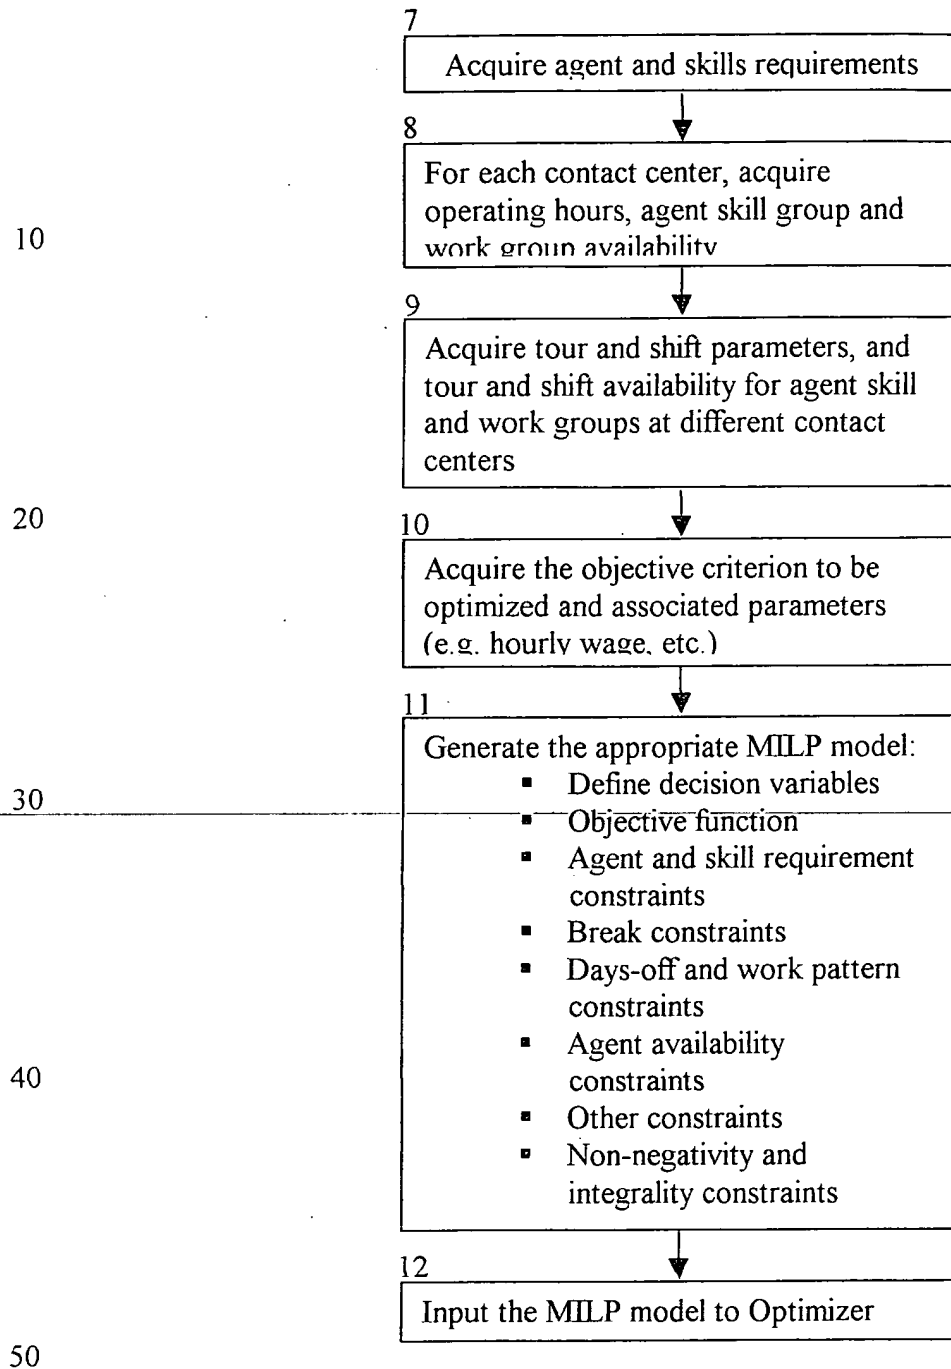 7
Acquire agent and skills requirements
8
For each contact center, acquire
operating hours, agent skill group and
10
work group availability
9
Acquire tour and shift parameters, and
tour and shift availability for agent skill
and work groups at different contact
centers
20
10
Acquire the objective criterion to be
optimized and associated parameters
(e.g. hourly wage, etc.)
11
Generate the appropriate MILP model:
▪ Define decision variables
30
▪ Objective function
▪ Agent and skill requirement
constraints
▪ Break constraints
▪ Days-off and work pattern
constraints
▪ Agent availability
40
constraints
▪ Other constraints
▪ Non-negativity and
integrality constraints
12
Input the MILP model to Optimizer
50